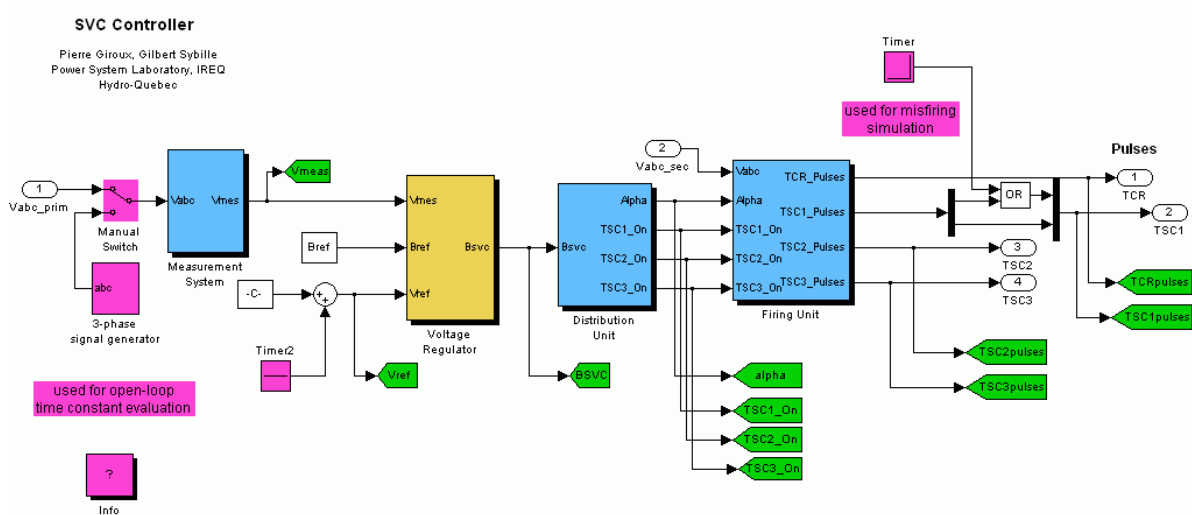 SVC Controller
Pierre Giroux, Gilbert Sybille
Power System Laboratory, IREQ
Hydro-Quebec
Timer
used for misfiring
simulation
Pulses
1
Vabc_prim
Manual
Switch
abc
3-phase
signal generator
Vabc
Vmes
Measurement
System
Vmeas
Bref
-C-
+
+
Timer2
Vref
Vmes
Bref
Vref
Bsvc
Voltage
Regulator
BSVC
Bsvc
Alpha
TSC1_On
TSC2_On
TSC3_On
Distribution
Unit
2
Vabc_sec
Vabc
Alpha
TSC1_On
TSC2_On
TSC3_On
TCR_Pulses
TSC1_Pulses
TSC2_Pulses
TSC3_Pulses
Firing Unit
OR
1
TCR
2
TSC1
3
TSC2
4
TSC3
TCRpulses
TSC1pulses
TSC2pulses
TSC3pulses
alpha
TSC1_On
TSC2_On
TSC3_On
used for open-loop
time constant evaluation
?
Info